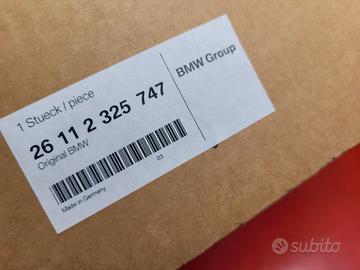 1 Stueck / piece
26 11 2 325 747
Original BMW
03
Made in Germany
BMW Group
subito